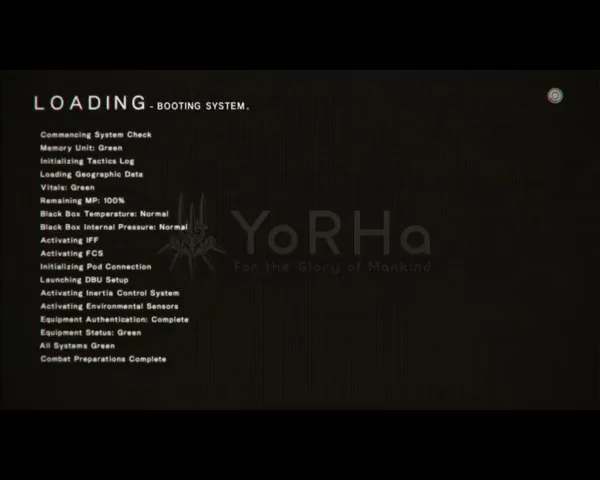 LOADING - BOOTING SYSTEM.
Commencing System Check
Memory Unit: Green
Initializing Tactics Log
Loading Geographic Data
Vitals: Green
Remaining MP: 100%
Black Box Temperature: Normal
Black Box Internal Pressure: Normal
Activating IFF
Activating FCS
Initializing Pod Connection
Launching DBU Setup
Activating Inertia Control System
Activating Environmental Sensors
Equipment Authentication: Complete
Equipment Status: Green
All Systems Green
Combat Preparations Complete
YoRHa
For the Glory of Mankind